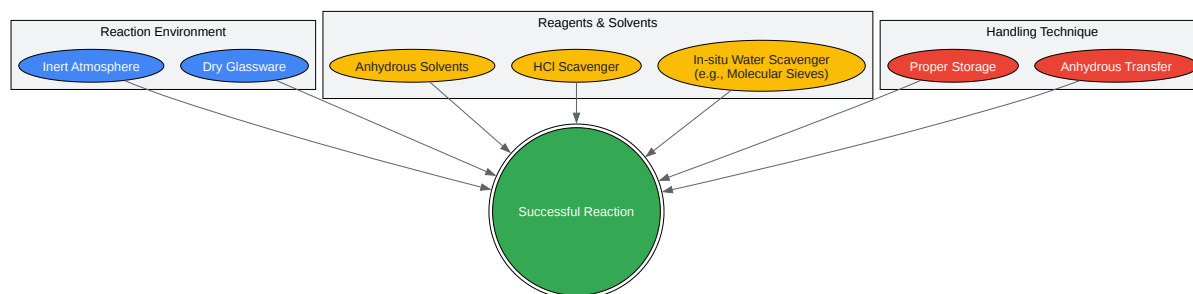 Reaction Environment
Reagents & Solvents
Handling Technique
Inert Atmosphere
Dry Glassware
Anhydrous Solvents
HCl Scavenger
In-situ Water Scavenger
(e.g., Molecular Sieves)
Proper Storage
Anhydrous Transfer
Successful Reaction